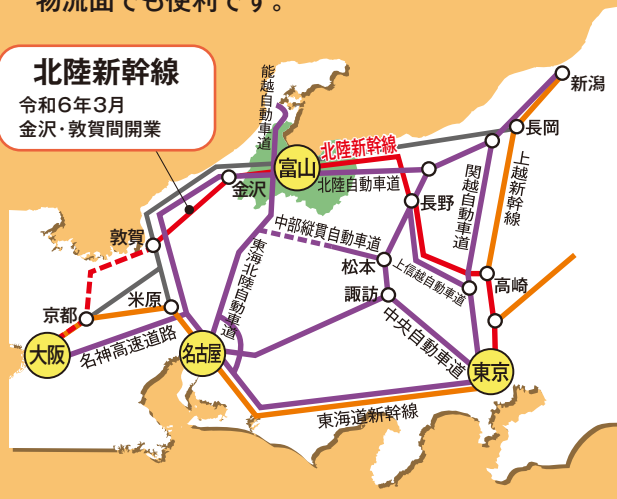 物流面でも便利です。
北陸新幹線
令和6年3月
金沢・敦賀間開業
能越自動車道
新潟
長岡
北陸新幹線
富山
北陸自動車道
金沢
関越自動車道
上越新幹線
長野
敦賀
中部縦貫自動車道
東海北陸自動車道
松本
上信越自動車道
高崎
諏訪
米原
京都
中央自動車道
大阪
名神高速道路
名古屋
東京
東海道新幹線